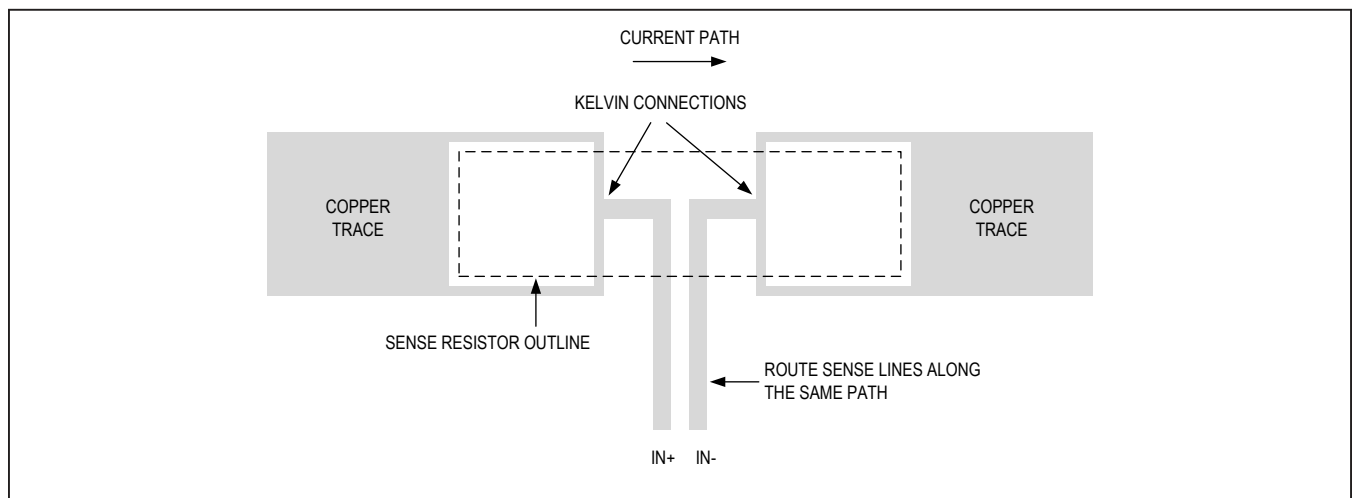 CURRENT PATH
KELVIN CONNECTIONS
COPPER
TRACE
COPPER
TRACE
SENSE RESISTOR OUTLINE
ROUTE SENSE LINES ALONG
THE SAME PATH
IN+ IN-